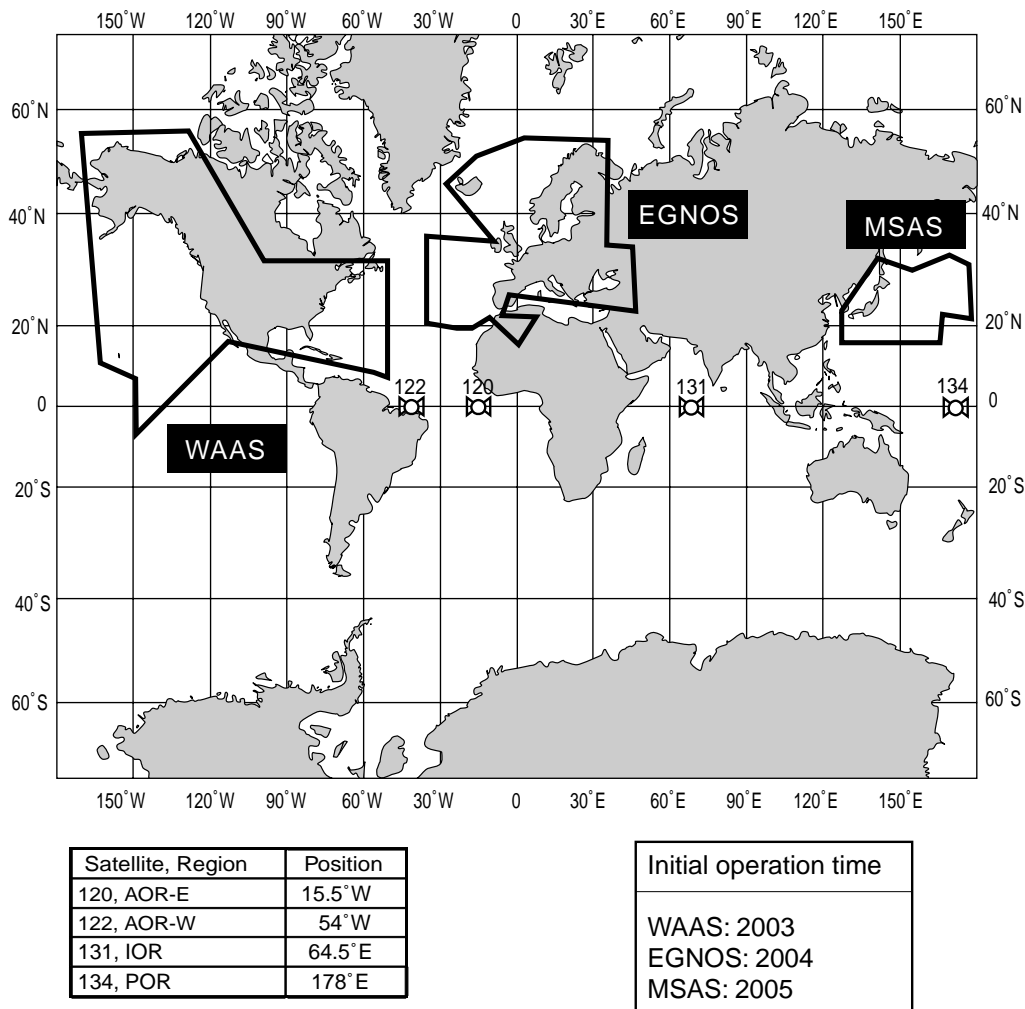 150˚W 120˚W 90˚W 60˚W 30˚W 0 30˚E 60˚E 90˚E 120˚E 150˚E
60˚N 60˚N
EGNOS
40˚N 40˚N
MSAS
20˚N 20˚N
122 120 131 134
0 0
WAAS
20˚S 20˚S
40˚S 40˚S
60˚S 60˚S
150˚W 120˚W 90˚W 60˚W 30˚W 0 30˚E 60˚E 90˚E 120˚E 150˚E
Satellite, Region Position
120, AOR-E 15.5˚W
122, AOR-W 54˚W
131, IOR 64.5˚E
134, POR 178˚E
Initial operation time
WAAS: 2003
EGNOS: 2004
MSAS: 2005